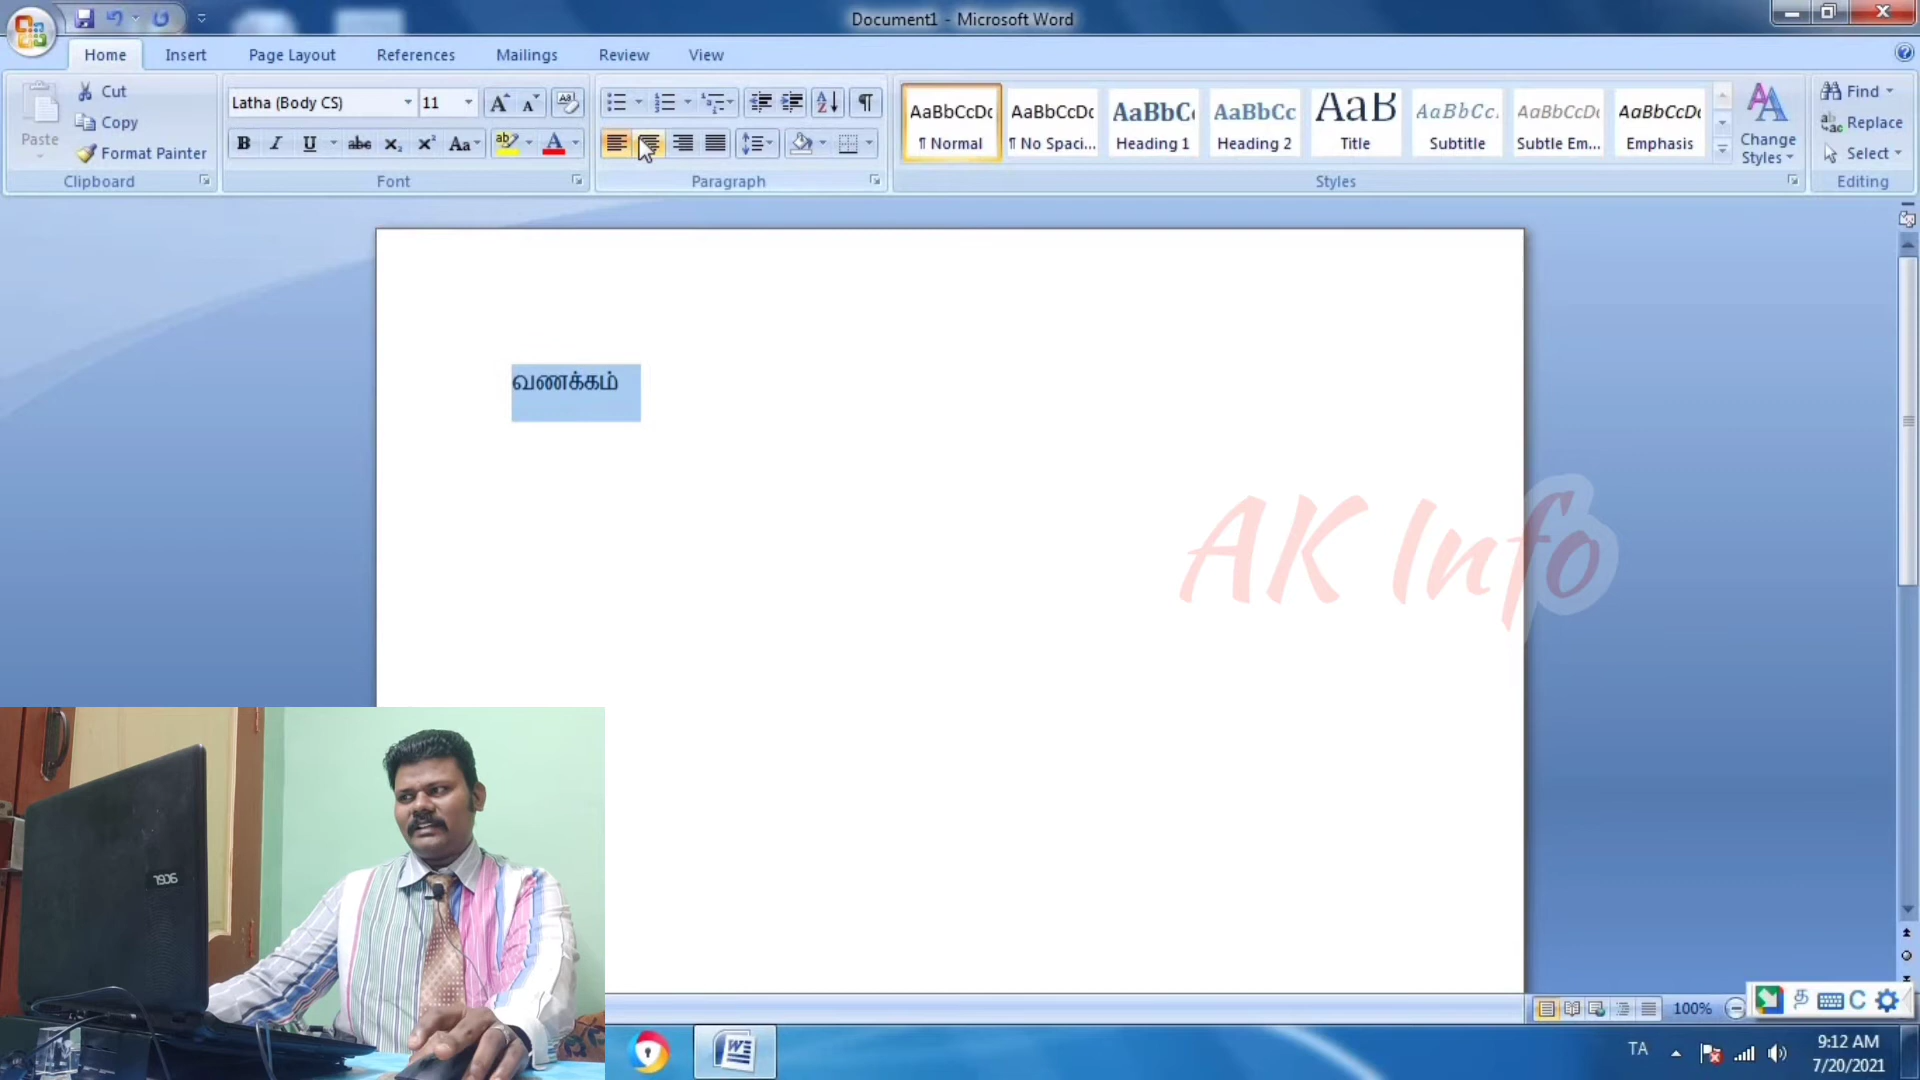 Document1 - Microsoft Word
Home Insert Page Layout References Mailings Review View
Paste
Cut
Copy
Format Painter
Clipboard
Latha (Body CS) 11
Font
Paragraph
AaBbCcDc AaBbCcDc AaBbC AaBbCc AaB AaBbCc. AaBbCcDc AaBbCcDc
¶ Normal ¶ No Spaci... Heading 1 Heading 2 Title Subtitle Subtle Em... Emphasis
Styles
Change Styles
Find
Replace
Select
Editing
வணக்கம்
AK Info
acer
100%
த
TA
9:12 AM
7/20/2021